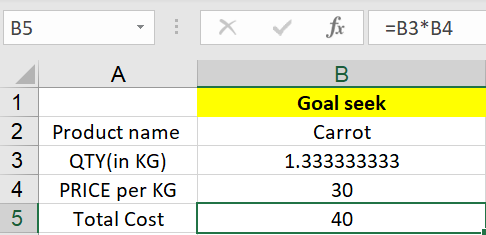 B5 fx =B3*B4
A B
1 Goal seek
2 Product name Carrot
3 QTY(in KG) 1.333333333
4 PRICE per KG 30
5 Total Cost 40